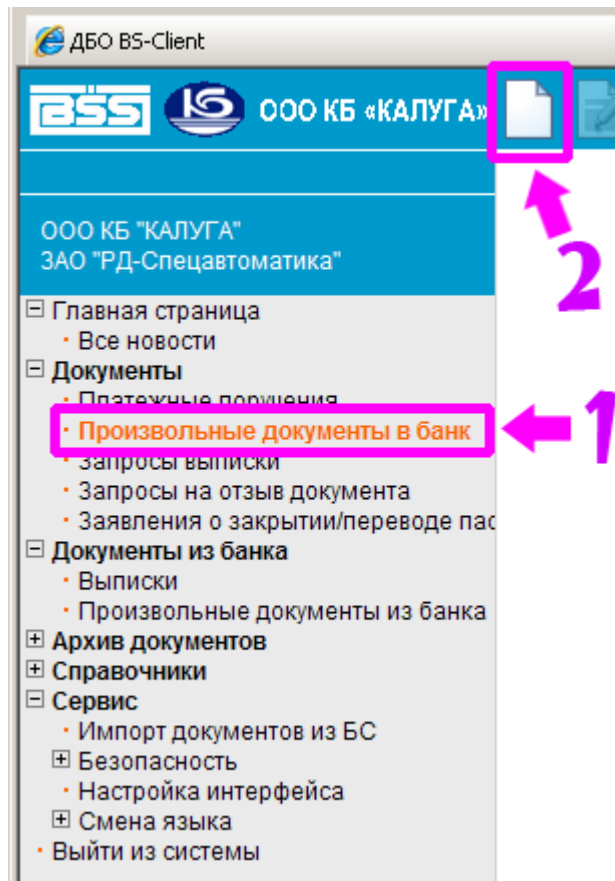 ДБО BS-Client
BSS
ООО КБ «КАЛУГА»
2
ООО КБ "КАЛУГА"
ЗАО "РД-Спецавтоматика"
Главная страница
Все новости
Документы
Платежные поручения
Произвольные документы в банк
1
Запросы выписки
Запросы на отзыв документа
Заявления о закрытии/переводе пас
Документы из банка
Выписки
Произвольные документы из банка
Архив документов
Справочники
Сервис
Импорт документов из БС
Безопасность
Настройка интерфейса
Смена языка
Выйти из системы